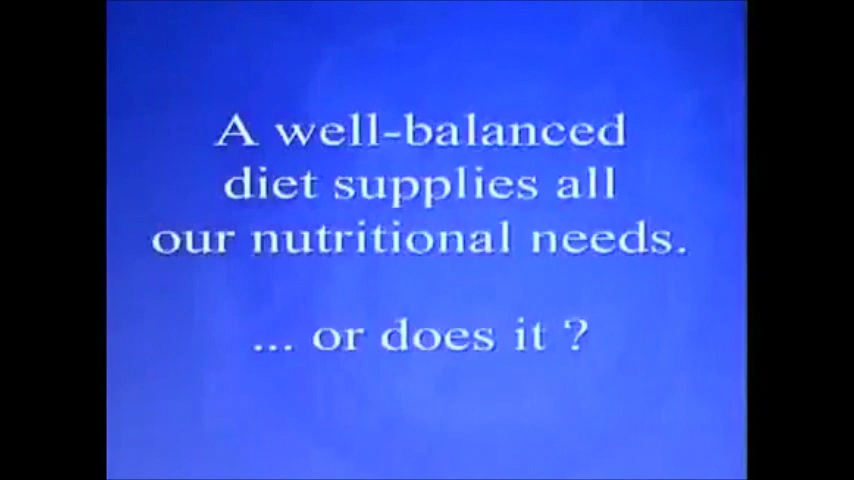 A well-balanced
diet supplies all
our nutritional needs.
... or does it ?